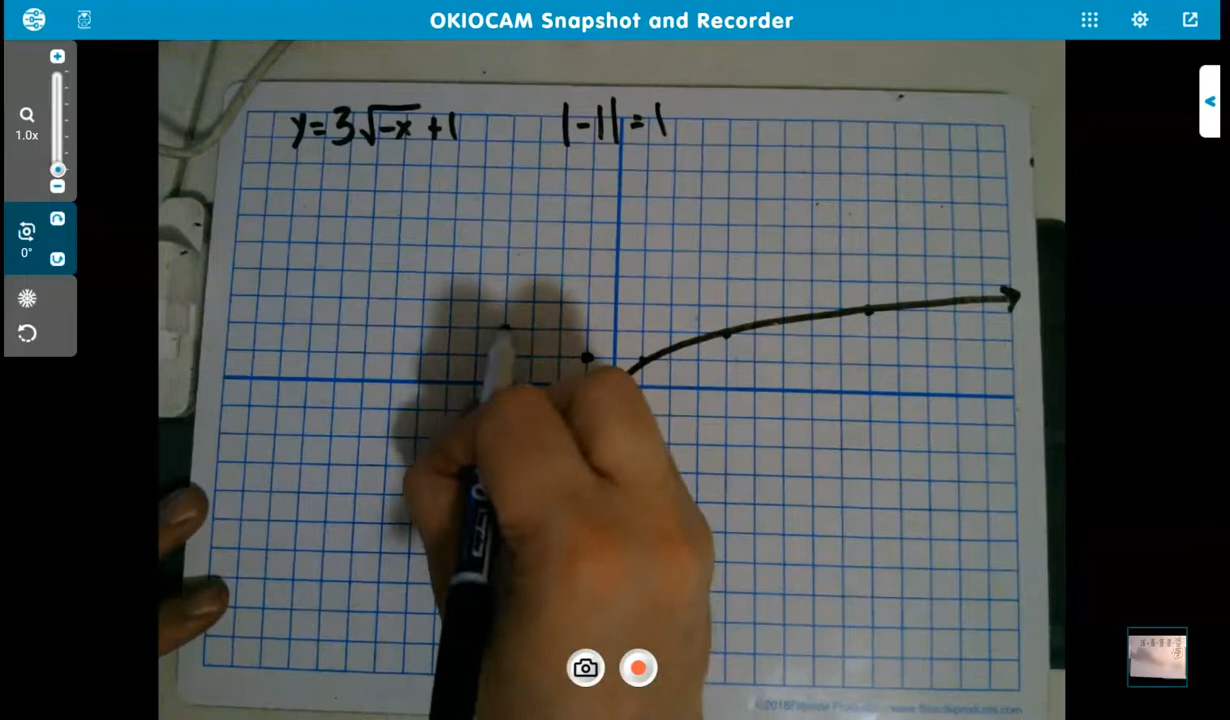 OKIOCAM Snapshot and Recorder
1.0x
0°
y=3√-x +1
|-1| = 1